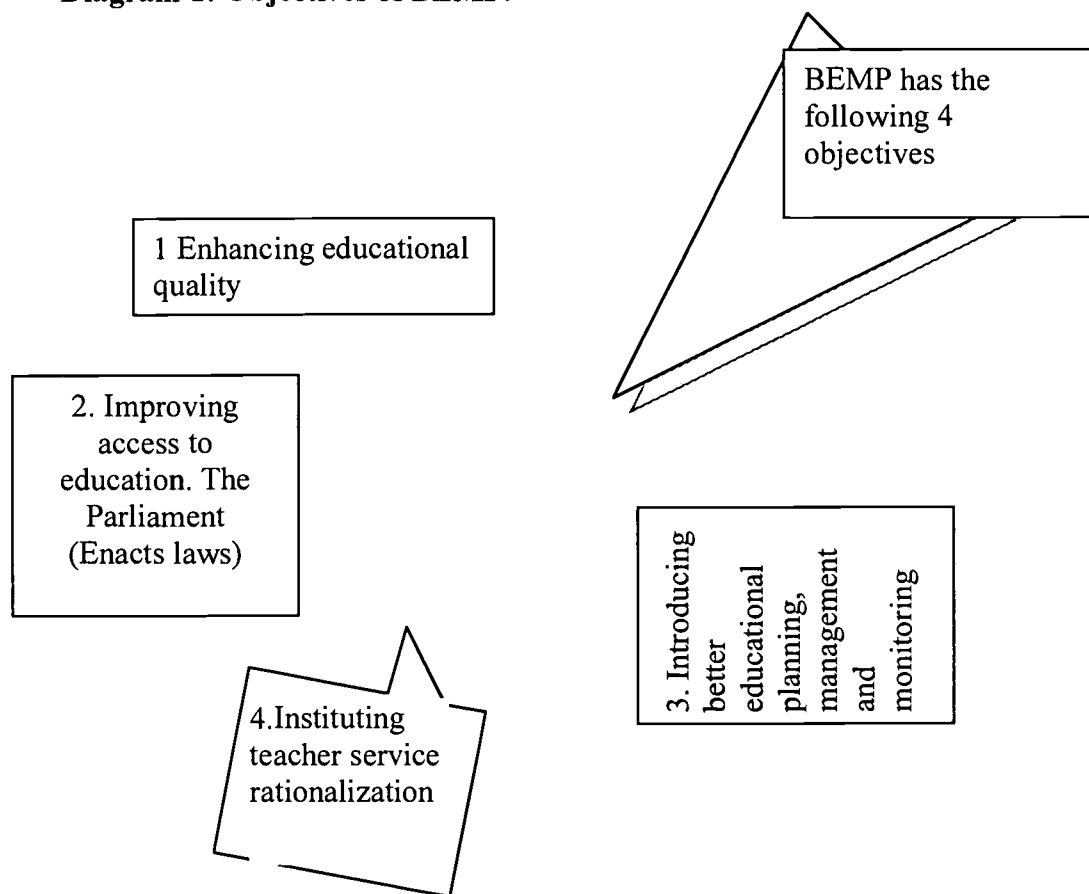 BEMP has the
following 4
objectives
1 Enhancing educational
quality
2. Improving
access to
education. The
Parliament
(Enacts laws)
3. Introducing
better
educational
planning,
management
and
monitoring
4.Instituting
teacher service
rationalization